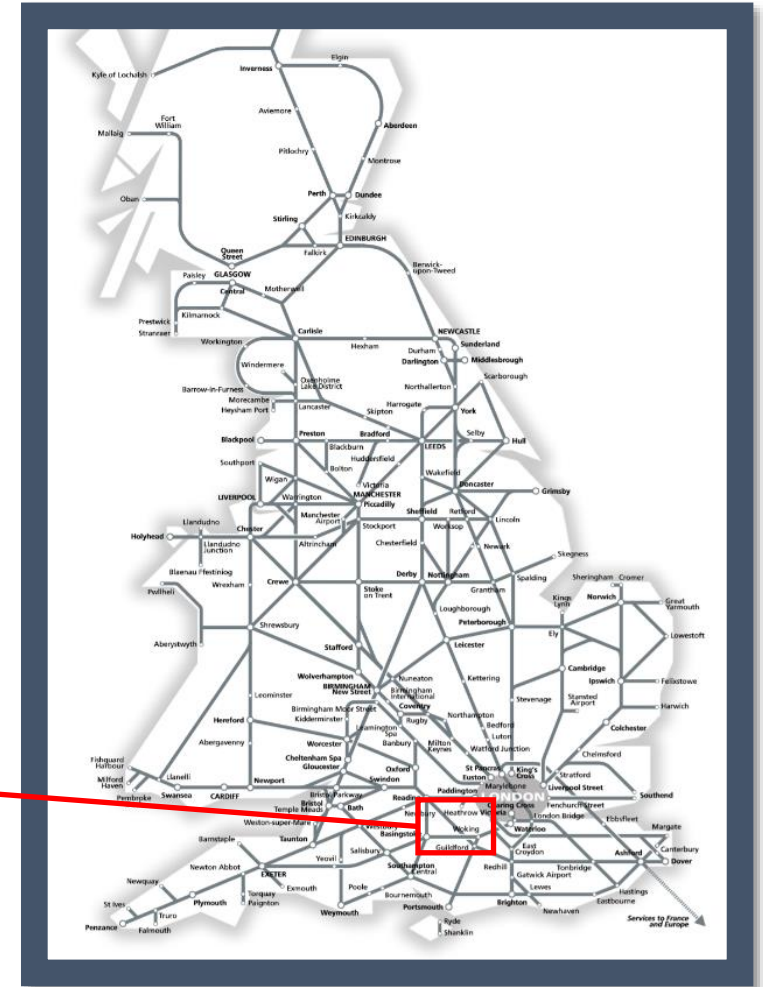 Elgin
Inverness
Kyle of Lochalsh
Aviemore
Fort
William
Mallaig
Aberdeen
Pitlochry
Montrose
Perth
Dundee
Oban
Stirling
Kirkcaldy
EDINBURGH
Queen
Street
Falkirk
Berwick-
upon-Tweed
Paisley
GLASGOW
Central
Motherwell
Prestwick
Kilmarnock
Stranraer
Carlisle
NEWCASTLE
Workington
Hexham
Sunderland
Durham
Darlington
Middlesbrough
Windermere
Scarborough
Oxenholme
Lake District
Barrow-in-Furness
Northallerton
Morecambe
Lancaster
Harrogate
York
Heysham Port
Skipton
Blackpool
Preston
Bradford
Selby
Hull
Blackburn
LEEDS
Huddersfield
Southport
Bolton
Wakefield
Wigan
Victoria
Doncaster
MANCHESTER
Grimsby
LIVERPOOL
Warrington
Piccadilly
Manchester
Airport
Sheffield
Retford
Llandudno
Stockport
Worksop
Lincoln
Holyhead
Chester
Llandudno
Junction
Altrincham
Chesterfield
Newark
Skegness
Blaenau Ffestiniog
Pwllheli
Wrexham
Crewe
Stoke
on Trent
Derby
Nottingham
Grantham
Spalding
Sheringham
Cromer
Kings
Lynn
Norwich
Great
Yarmouth
Loughborough
Peterborough
Shrewsbury
Ely
Lowestoft
Aberystwyth
Stafford
Leicester
Cambridge
Wolverhampton
Nuneaton
Kettering
Ipswich
Felixstowe
BIRMINGHAM
New Street
Birmingham
International
Leominster
Stevenage
Stansted
Airport
Harwich
Birmingham Moor Street
Coventry
Kidderminster
Rugby
Northampton
Hereford
Leamington
Spa
Bedford
Colchester
Abergavenny
Worcester
Banbury
Milton
Keynes
Luton
Watford Junction
Chelmsford
Fishguard
Harbour
Cheltenham Spa
Gloucester
Oxford
St Pancras
King's
Cross
Euston
Stratford
Milford
Haven
Llanelli
Swindon
Marylebone
Liverpool Street
Pembroke
Swansea
CARDIFF
Newport
Bristol Parkway
Reading
Paddington
LONDON
Fenchurch Street
Southend
Bristol
Temple Meads
Bath
Newbury
Heathrow
Victoria
Charing Cross
London Bridge
Ebbsfleet
Weston-super-Mare
Westbury
Basingstoke
Woking
Waterloo
Margate
Barnstaple
Taunton
Salisbury
Guildford
East
Croydon
Canterbury
Newton Abbot
Yeovil
Southampton
Central
Redhill
Tonbridge
Ashford
Dover
EXETER
Gatwick Airport
Newquay
Exmouth
Poole
Lewes
Hastings
Torquay
Paignton
Bournemouth
Eastbourne
St Ives
Plymouth
Portsmouth
Brighton
Newhaven
Truro
Weymouth
Penzance
Falmouth
Ryde
Shanklin
Services to France
and Europe